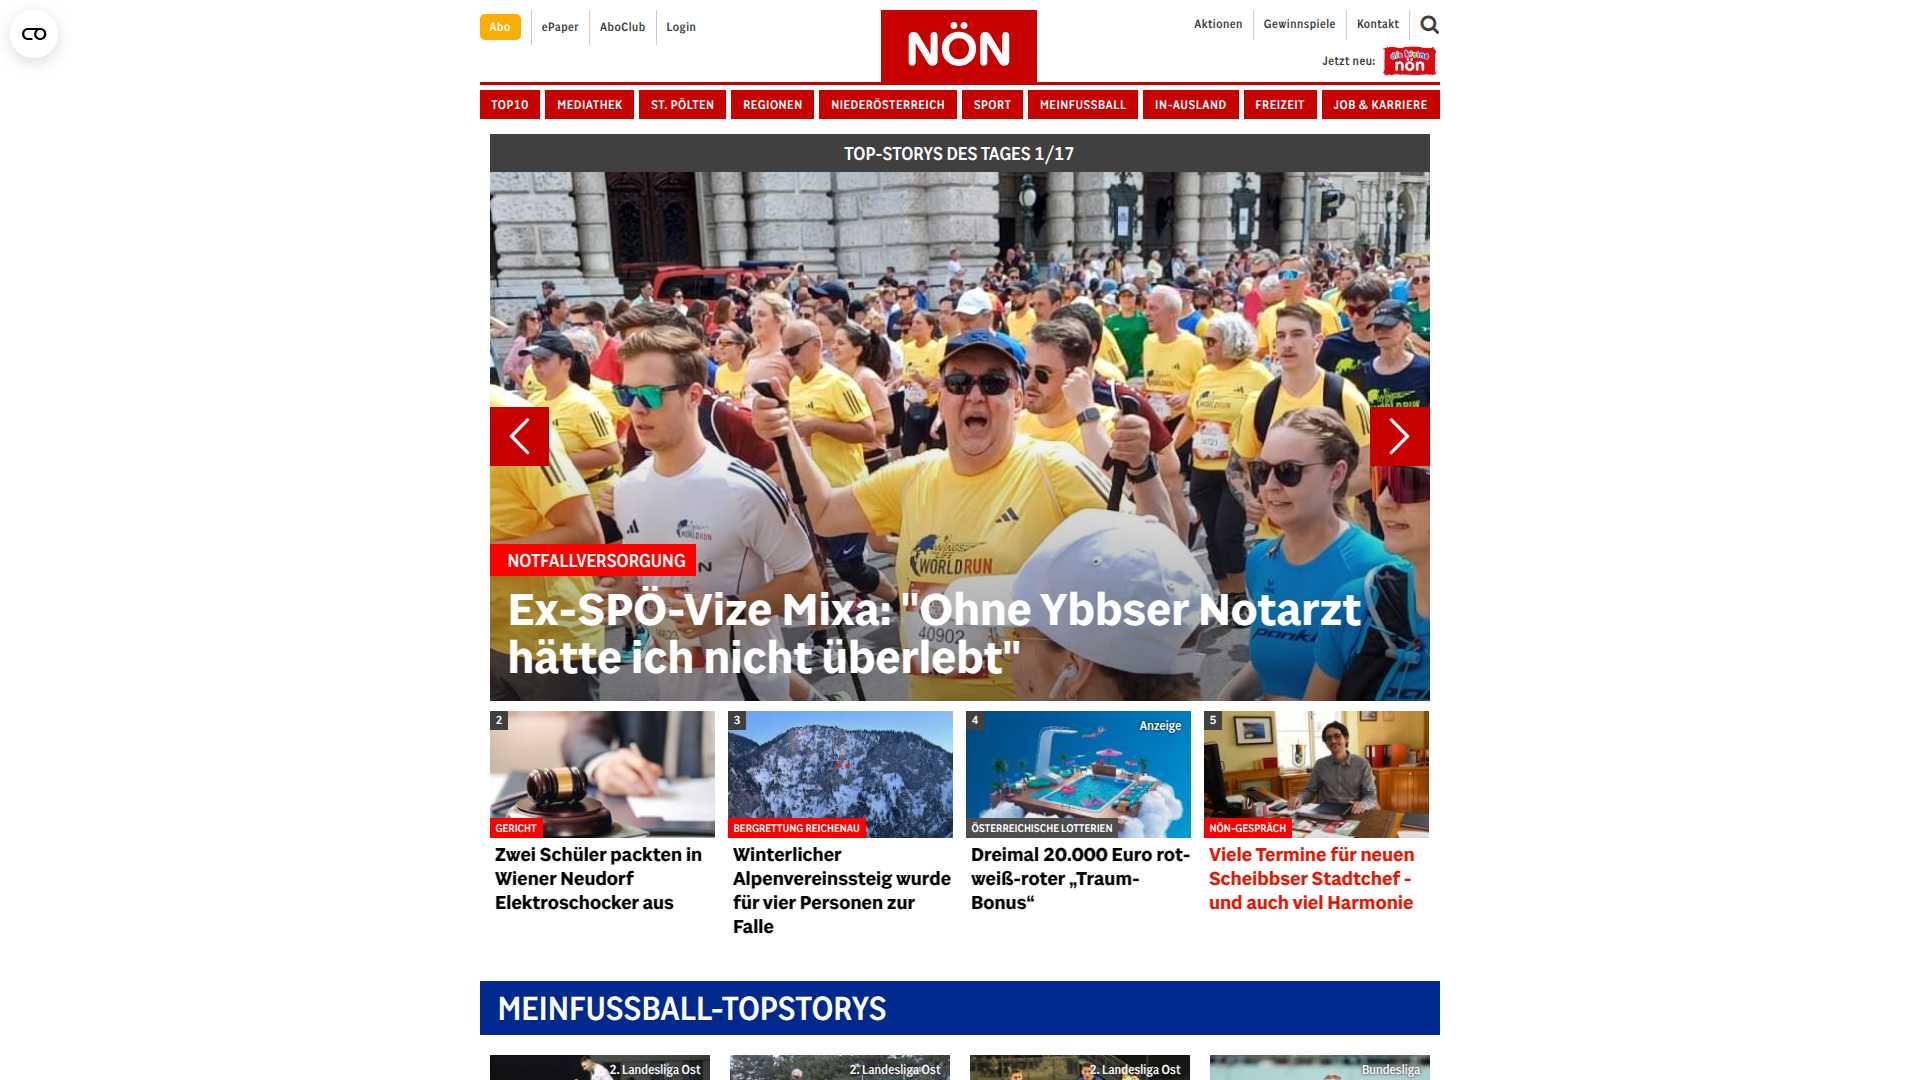 Abo
ePaper
AboClub
Login
NÖN
Aktionen
Gewinnspiele
Kontakt
Jetzt neu:
die kleine
nön
TOP10
MEDIATHEK
ST. PÖLTEN
REGIONEN
NIEDERÖSTERREICH
SPORT
MEINFUSSBALL
IN-AUSLAND
FREIZEIT
JOB & KARRIERE
TOP-STORYS DES TAGES 1/17
WORLD RUN
WORLDRUN
40902
NOTFALLVERSORGUNG
Ex-SPÖ-Vize Mixa: "Ohne Ybbser Notarzt
hätte ich nicht überlebt"
2
GERICHT
Zwei Schüler packten in
Wiener Neudorf
Elektroschocker aus
3
BERGRETTUNG REICHENAU
Winterlicher
Alpenvereinssteig wurde
für vier Personen zur
Falle
4
Anzeige
ÖSTERREICHISCHE LOTTERIEN
Dreimal 20.000 Euro rot-
weiß-roter „Traum-
Bonus“
5
NÖN-GESPRÄCH
Viele Termine für neuen
Scheibbser Stadtchef -
und auch viel Harmonie
MEINFUSSBALL-TOPSTORYS
2. Landesliga Ost
2. Landesliga Ost
2. Landesliga Ost
Bundesliga